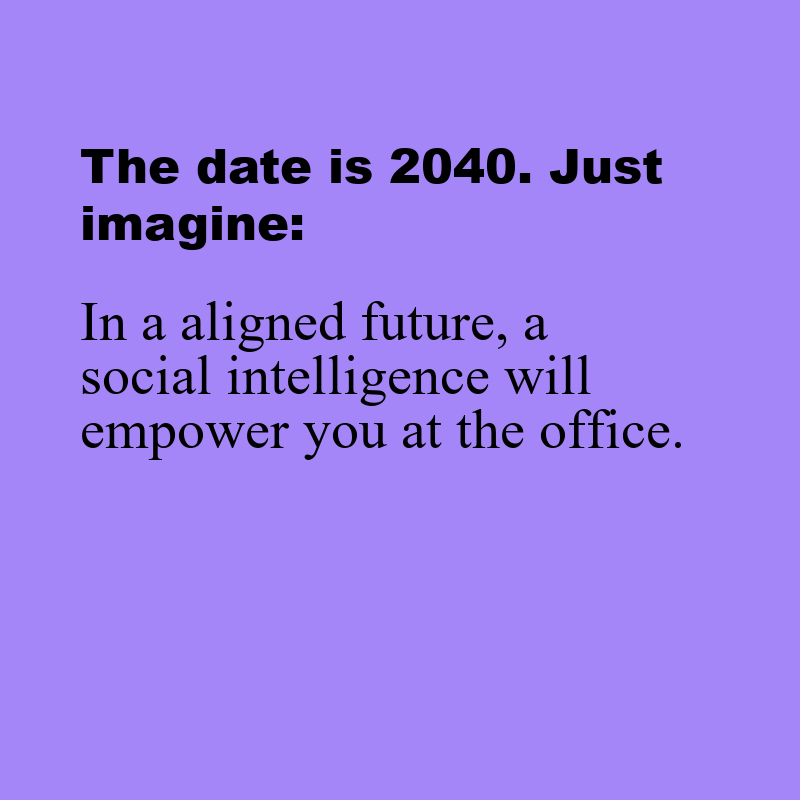 The date is 2040. Just
imagine:
In a aligned future, a
social intelligence will
empower you at the office.